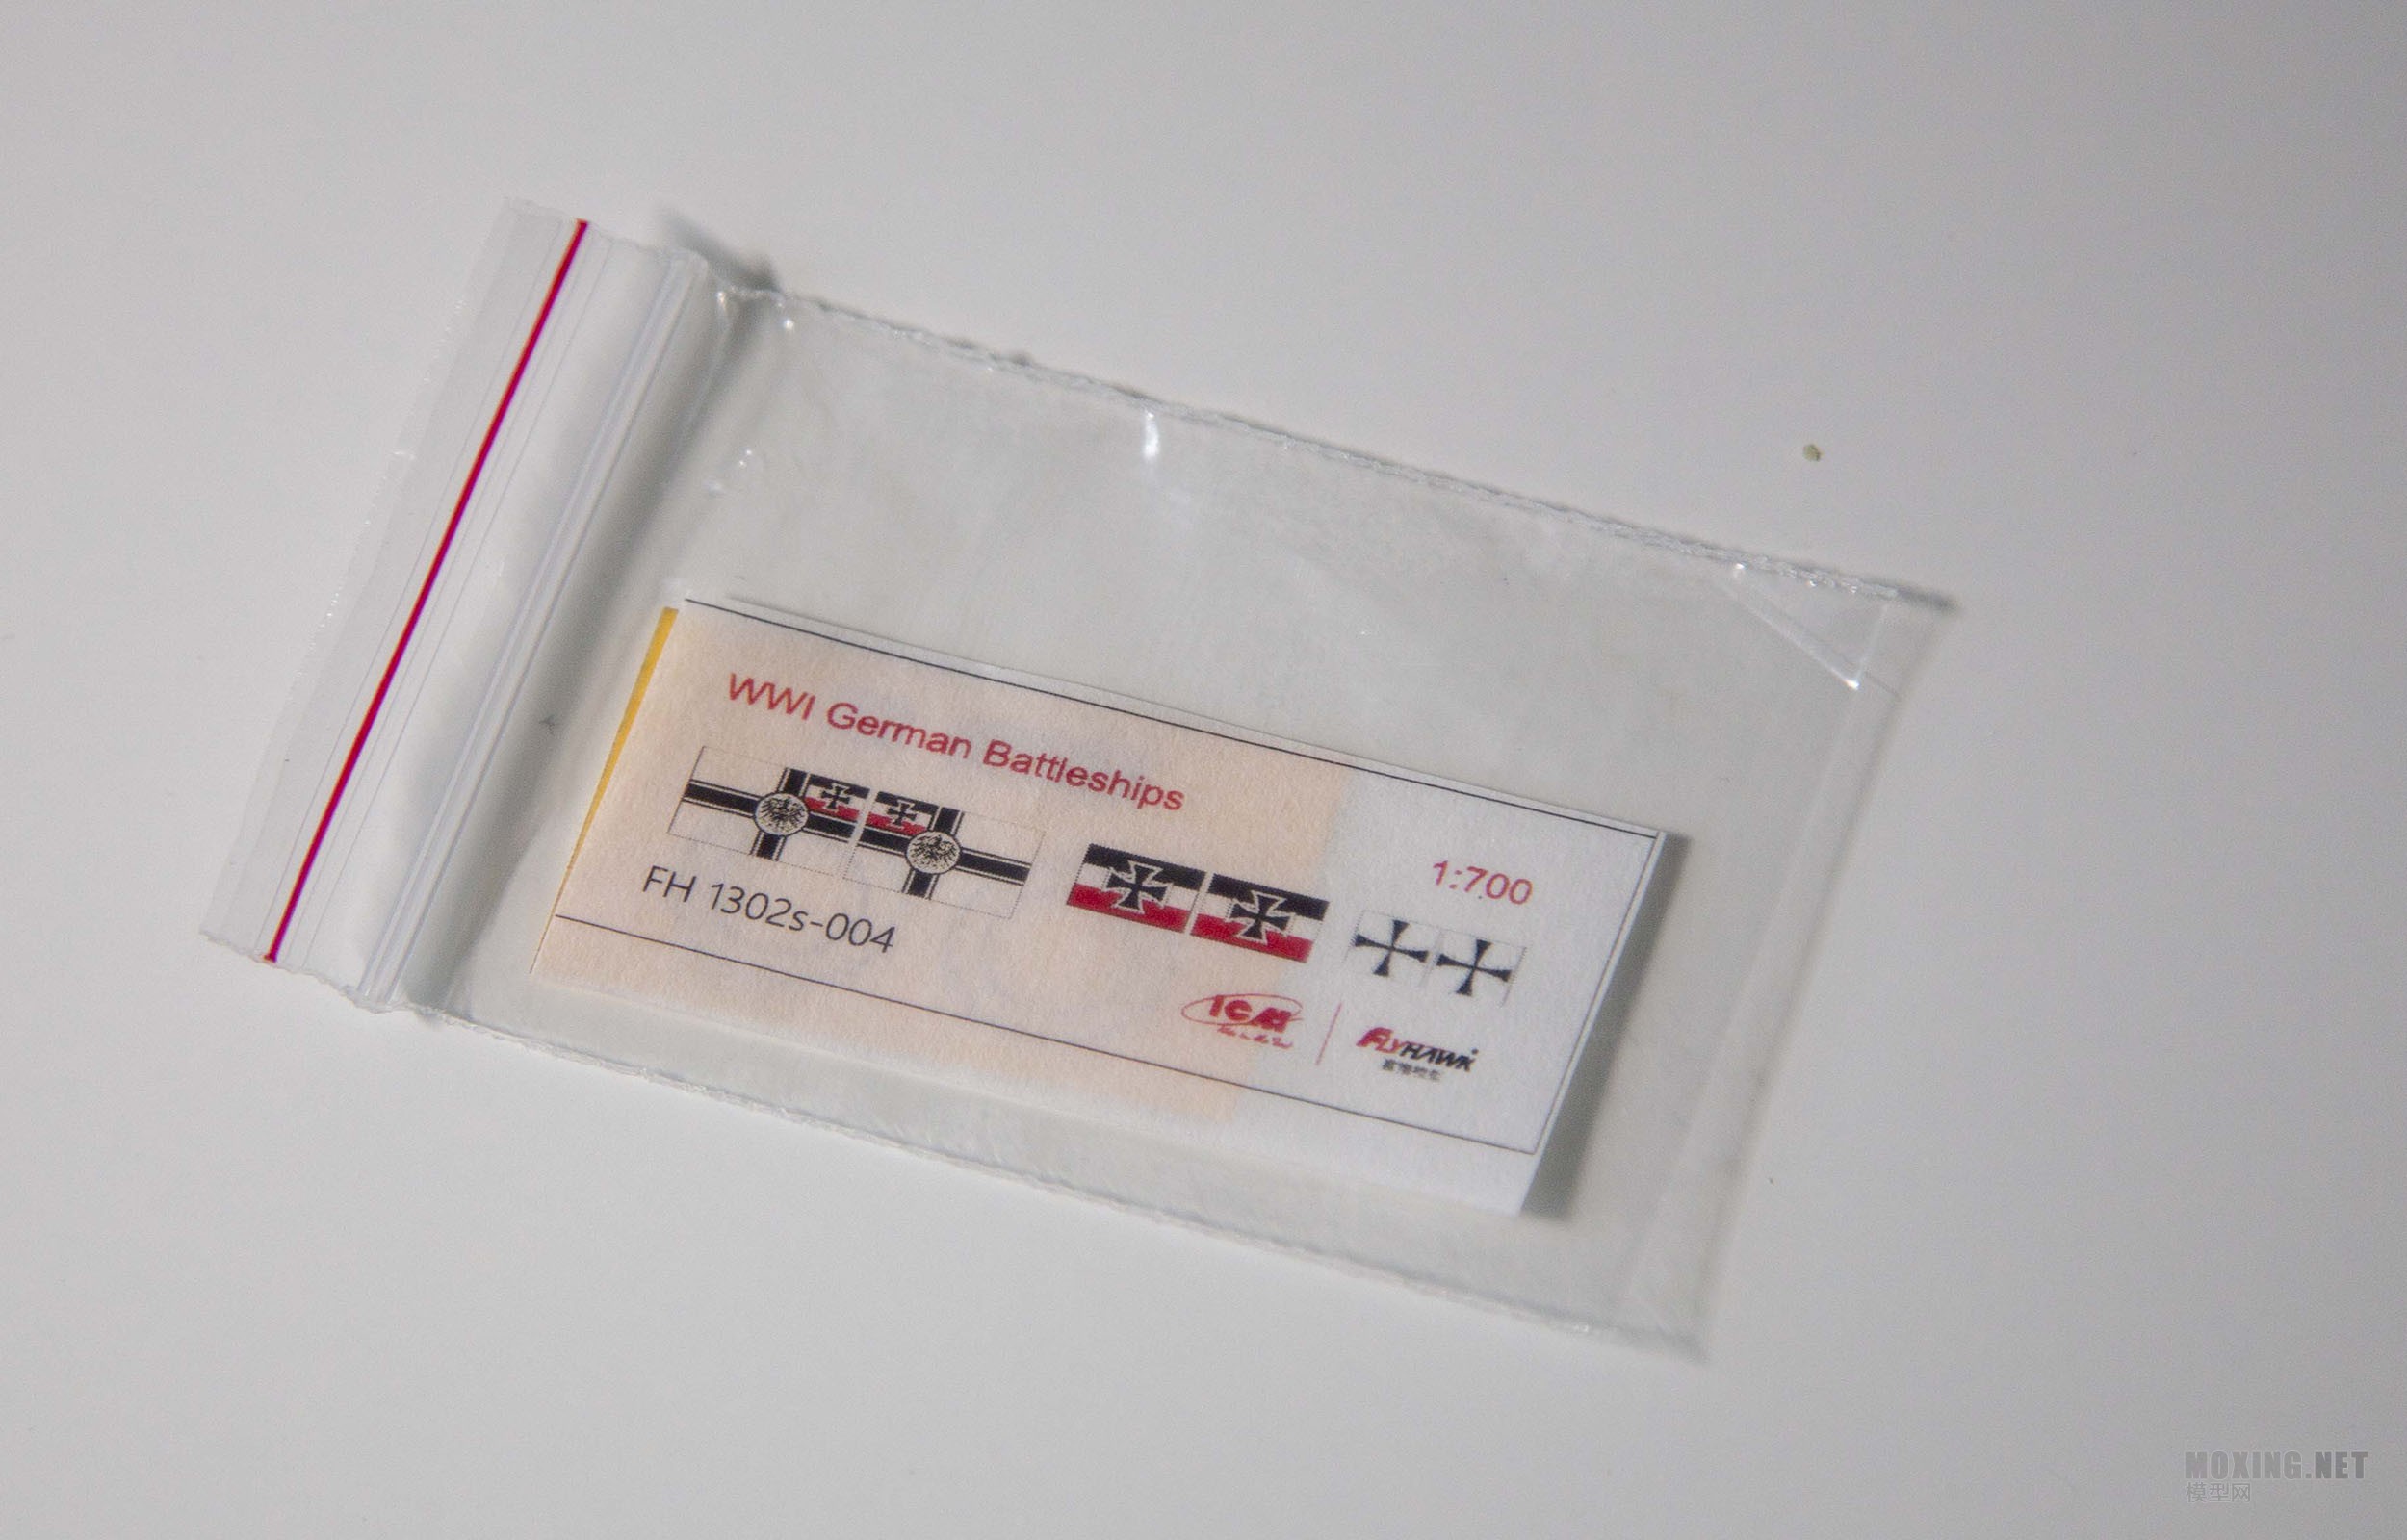 WWI German Battleships
1:700
FH 1302s-004
ICM
FLYHAWK
MOXING.NET
模型网